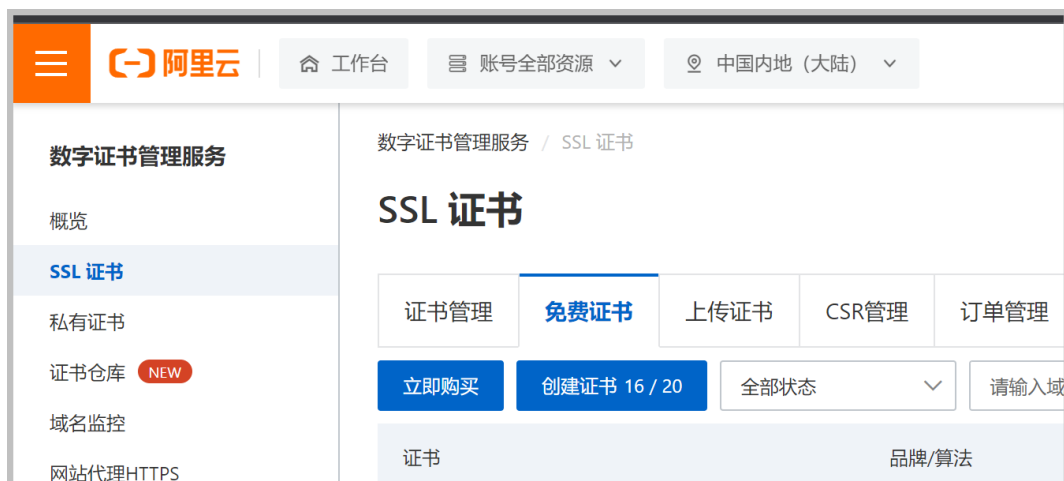 阿里云 工作台 账号全部资源 中国内地（大陆）
数字证书管理服务
概览
SSL 证书
私有证书
证书仓库 NEW
域名监控
网站代理HTTPS
数字证书管理服务 / SSL 证书
SSL 证书
证书管理 免费证书 上传证书 CSR管理 订单管理
立即购买 创建证书 16 / 20 全部状态 请输入域
证书 品牌/算法